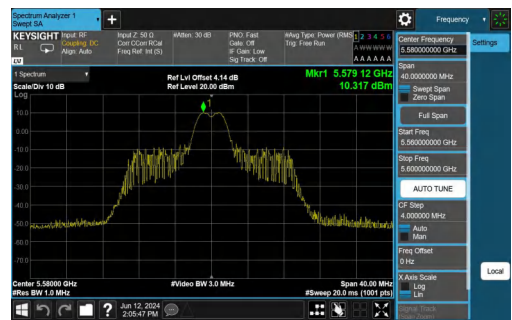 Spectrum Analyzer 1
Swept SA
Frequency
KEYSIGHT
RL
Input: RF
Coupling: DC
Align: Auto
Input Z: 50 Ω
Corr CCorr RCal
Freq Ref: Int (S)
#Atten: 30 dB
PNO: Fast
Gate: Off
IF Gain: Low
Sig Track: Off
#Avg Type: Power (RMS)
Trig: Free Run
1 2 3 4 5 6
A W W W W W
A A A A A A
LV
1 Spectrum
Scale/Div 10 dB
Log
Ref Lvl Offset 4.14 dB
Ref Level 20.00 dBm
Mkr1 5.579 12 GHz
10.317 dBm
1
10.0
0.00
-10.0
-20.0
-30.0
-40.0
-50.0
-60.0
-70.0
Center 5.58000 GHz
#Res BW 1.0 MHz
#Video BW 3.0 MHz
Span 40.00 MHz
#Sweep 20.0 ms (1001 pts)
Center Frequency
5.580000000 GHz
Settings
Span
40.0000000 MHz
Swept Span
Zero Span
Full Span
Start Freq
5.560000000 GHz
Stop Freq
5.600000000 GHz
AUTO TUNE
CF Step
4.000000 MHz
Auto
Man
Freq Offset
0 Hz
X Axis Scale
Log
Lin
Local
Signal Track
(Span Zoom)
Jun 12, 2024
2:05:47 PM